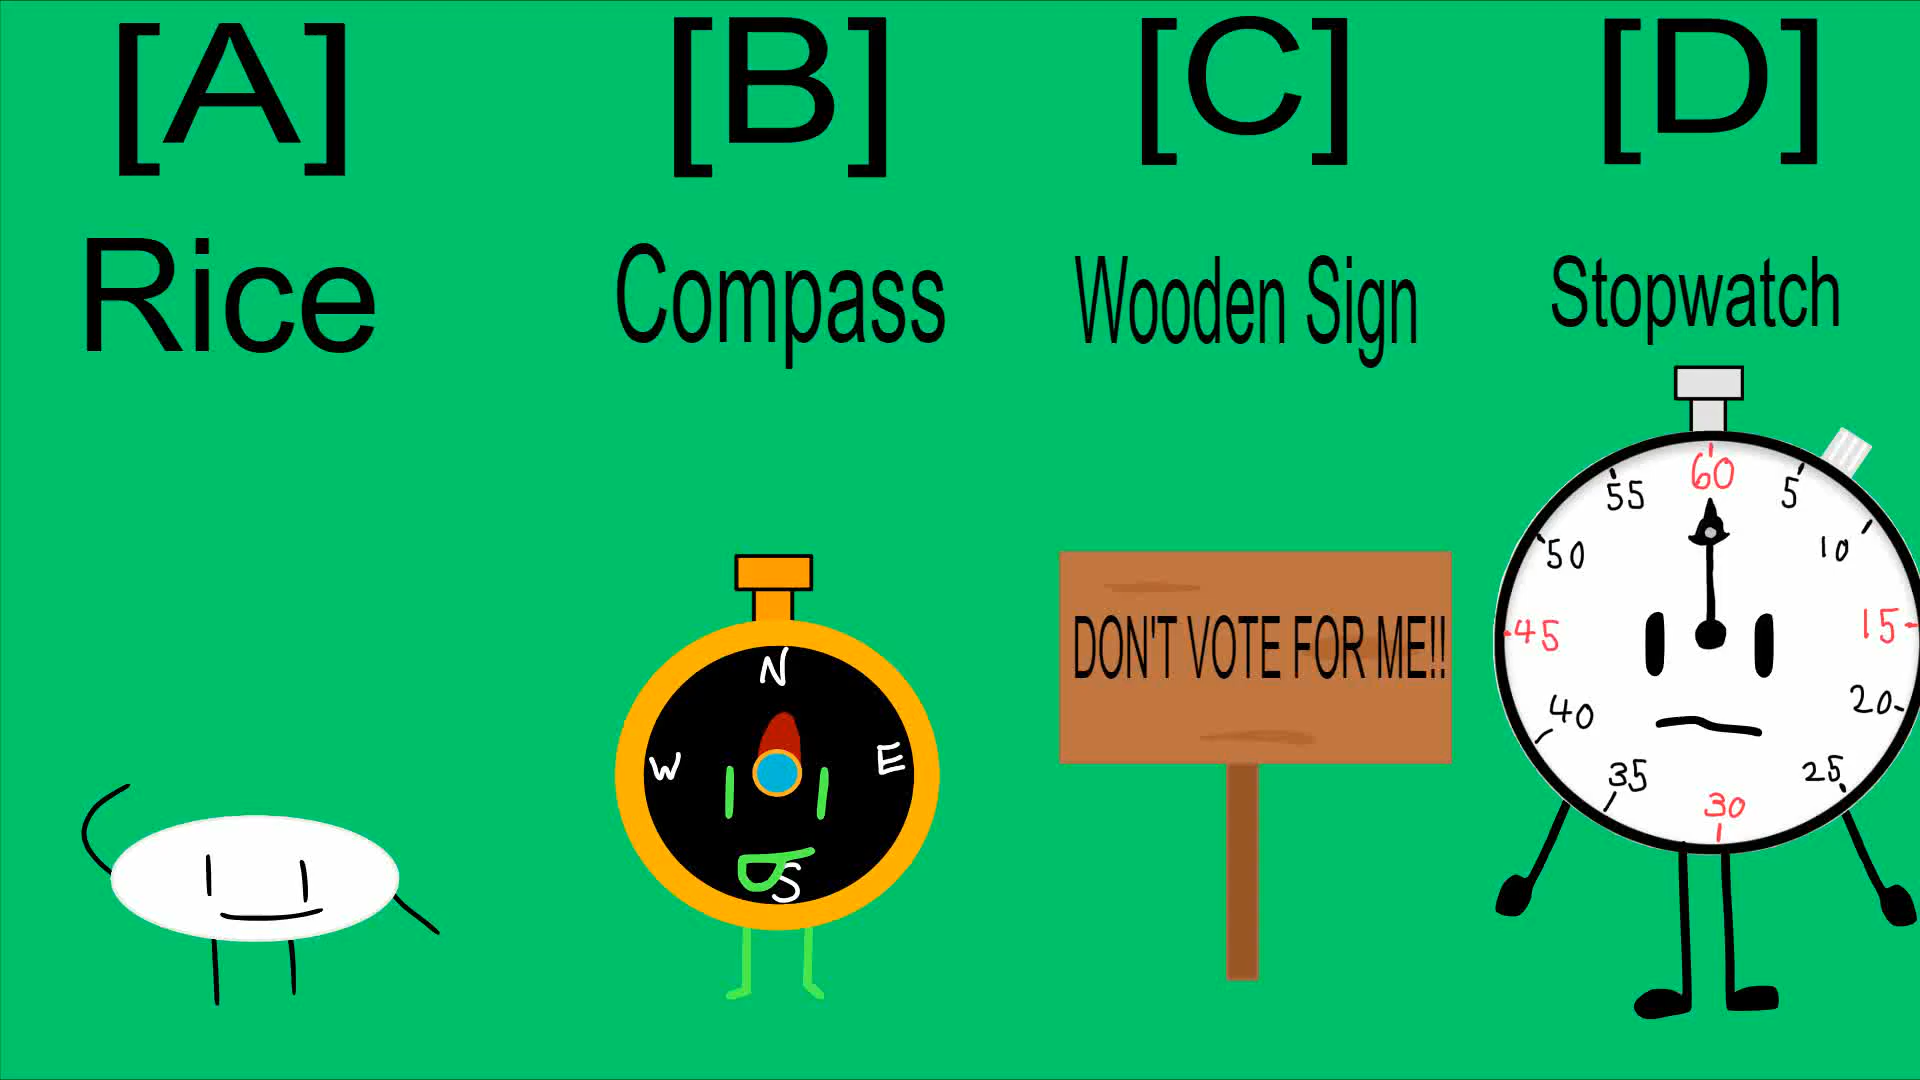 [A] [B] [C] [D]
Rice Compass Wooden Sign Stopwatch
DON'T VOTE FOR ME!!
N
W E
S
60
55 5
50 10
45 15
40 20
35 25
30